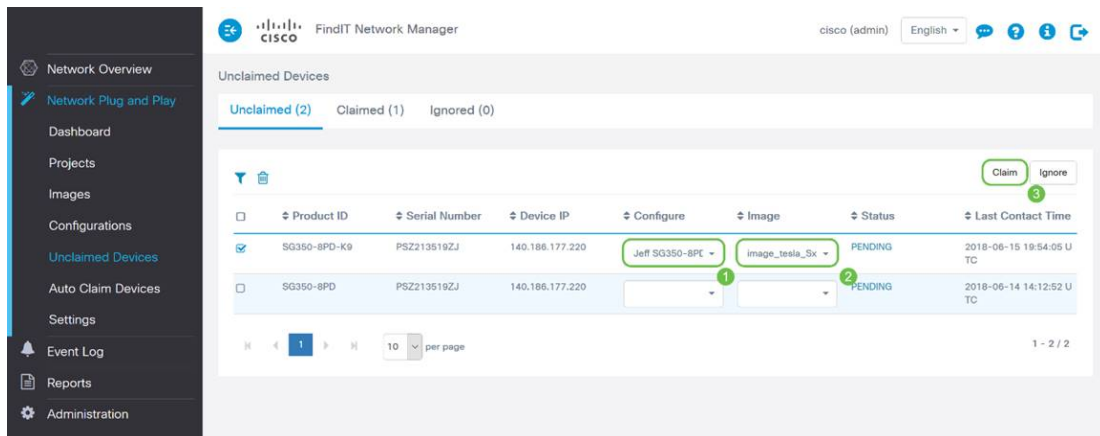 CISCO FindIT Network Manager cisco (admin) English
Network Overview
Network Plug and Play
Dashboard
Projects
Images
Configurations
Unclaimed Devices
Auto Claim Devices
Settings
Event Log
Reports
Administration
Unclaimed Devices
Unclaimed (2) Claimed (1) Ignored (0)
Claim Ignore
3
Product ID Serial Number Device IP Configure Image Status Last Contact Time
SG350-8PD-K9 PSZ213519ZJ 140.186.177.220 Jeff SG350-8PD image_tesla_Sx PENDING 2018-06-15 19:54:05 U
TC
1 2
SG350-8PD PSZ213519ZJ 140.186.177.220 PENDING 2018-06-14 14:12:52 U
TC
1 10 per page 1 - 2 / 2